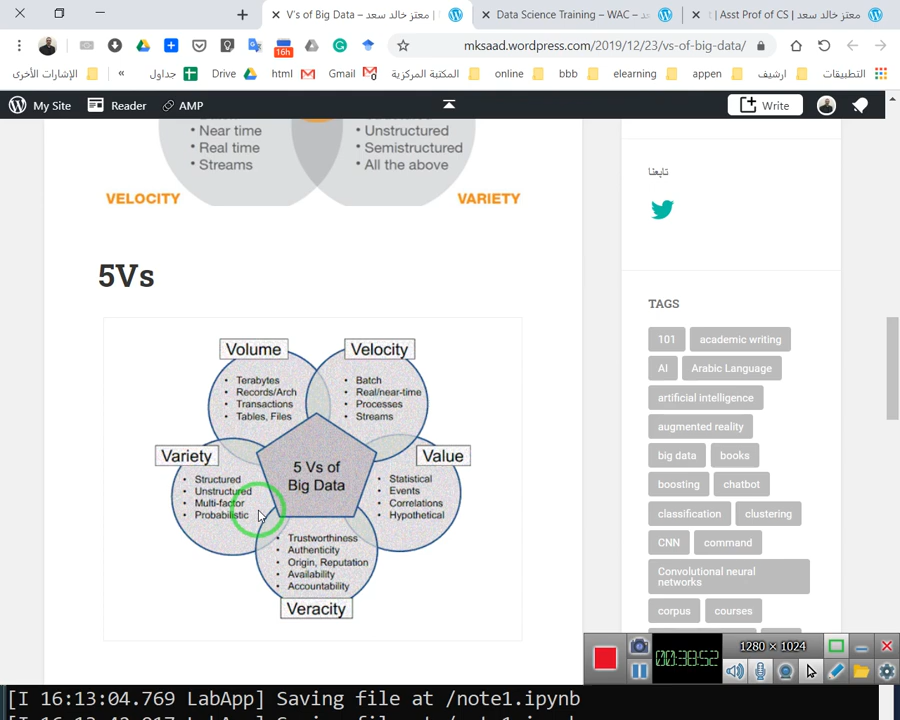 V's of Big Data – معتز خالد سعد
Data Science Training – WAC – معتز خالد سعد
معتز خالد سعد | Asst Prof of CS |
16h
mksaad.wordpress.com/2019/12/23/vs-of-big-data/
الإشارات الأخرى
»
جداول
Drive
html
Gmail
المكتبة المركزية
online
bbb
elearning
appen
ارشيف
التطبيقات
My Site
Reader
AMP
Write
• Near time
• Real time
• Streams
• Unstructured
• Semistructured
• All the above
VELOCITY
VARIETY
5Vs
Volume
• Terabytes
• Records/Arch
• Transactions
• Tables, Files
Velocity
• Batch
• Real/near-time
• Processes
• Streams
Variety
• Structured
• Unstructured
• Multi-factor
• Probabilistic
5 Vs of
Big Data
Value
• Statistical
• Events
• Correlations
• Hypothetical
• Trustworthiness
• Authenticity
• Origin, Reputation
• Availability
• Accountability
Veracity
تابعنا
TAGS
101
academic writing
AI
Arabic Language
artificial intelligence
augmented reality
big data
books
boosting
chatbot
classification
clustering
CNN
command
Convolutional neural
networks
corpus
courses
1280 × 1024
00:38:52
[I 16:13:04.769 LabApp] Saving file at /note1.ipynb